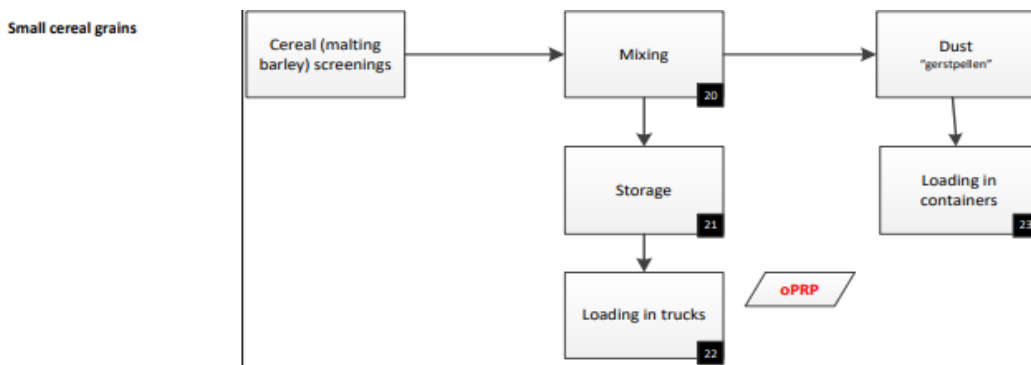 Small cereal grains
Cereal (malting
barley) screenings
Mixing
20
Dust
"gerstpellen"
Storage
21
Loading in
containers
23
Loading in trucks
22
oPRP